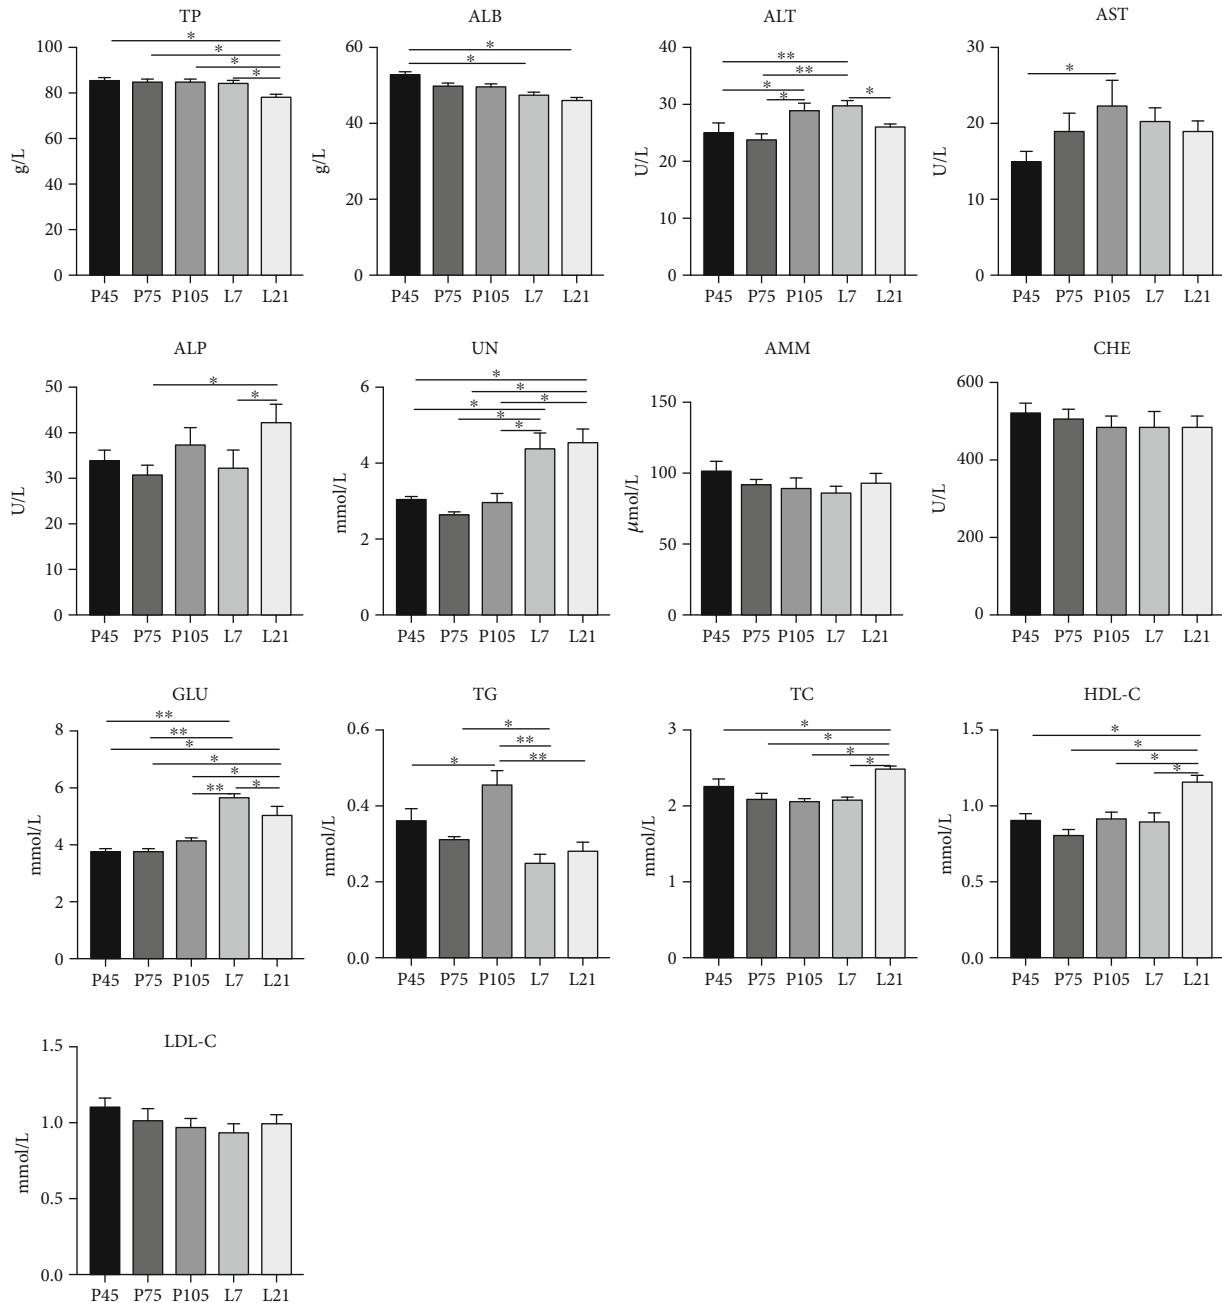 TP
* * * *
100
80
60
40
20
0
g/L
P45 P75 P105 L7 L21
ALB
* *
60
40
20
0
g/L
P45 P75 P105 L7 L21
ALT
** ** * * *
40
30
20
10
0
U/L
P45 P75 P105 L7 L21
AST
*
30
20
10
0
U/L
P45 P75 P105 L7 L21
ALP
* *
50
40
30
20
10
0
U/L
P45 P75 P105 L7 L21
UN
* * * * * *
6
4
2
0
mmol/L
P45 P75 P105 L7 L21
AMM
150
100
50
0
μmol/L
P45 P75 P105 L7 L21
CHE
600
400
200
0
U/L
P45 P75 P105 L7 L21
GLU
** ** * * * ** *
8
6
4
2
0
mmol/L
P45 P75 P105 L7 L21
TG
* ** * **
0.6
0.4
0.2
0.0
mmol/L
P45 P75 P105 L7 L21
TC
* * * *
3
2
1
0
mmol/L
P45 P75 P105 L7 L21
HDL-C
* * * *
1.5
1.0
0.5
0.0
mmol/L
P45 P75 P105 L7 L21
LDL-C
1.5
1.0
0.5
0.0
mmol/L
P45 P75 P105 L7 L21